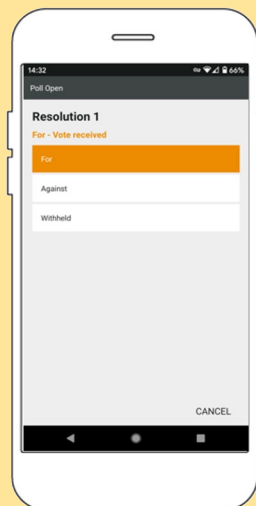 14:32
66%
Poll Open
Resolution 1
For - Vote received
For
Against
Withheld
CANCEL